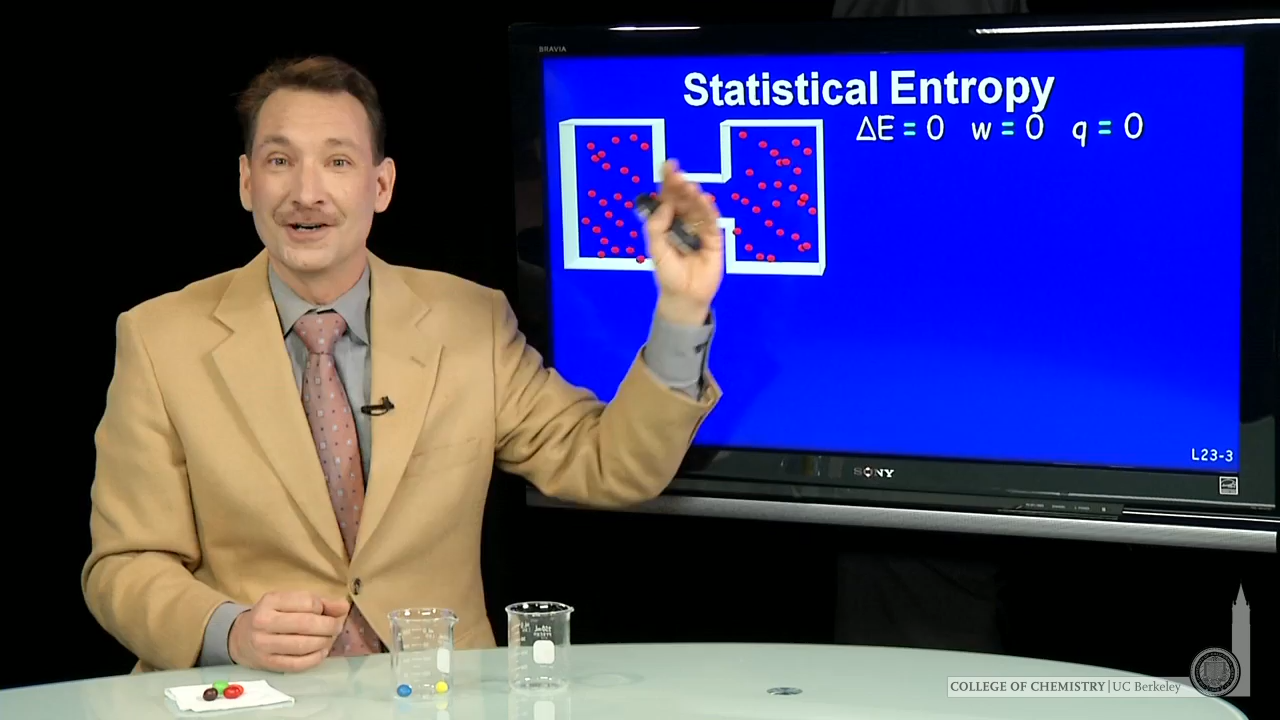 BRAVIA
Statistical Entropy
ΔE = 0 w = 0 q = 0
L23-3
SONY
COLLEGE OF CHEMISTRY | UC Berkeley